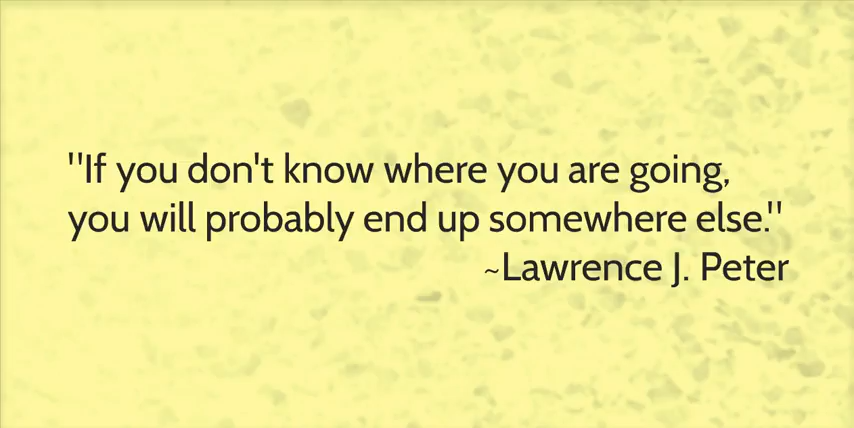 "If you don't know where you are going,
you will probably end up somewhere else."
~Lawrence J. Peter